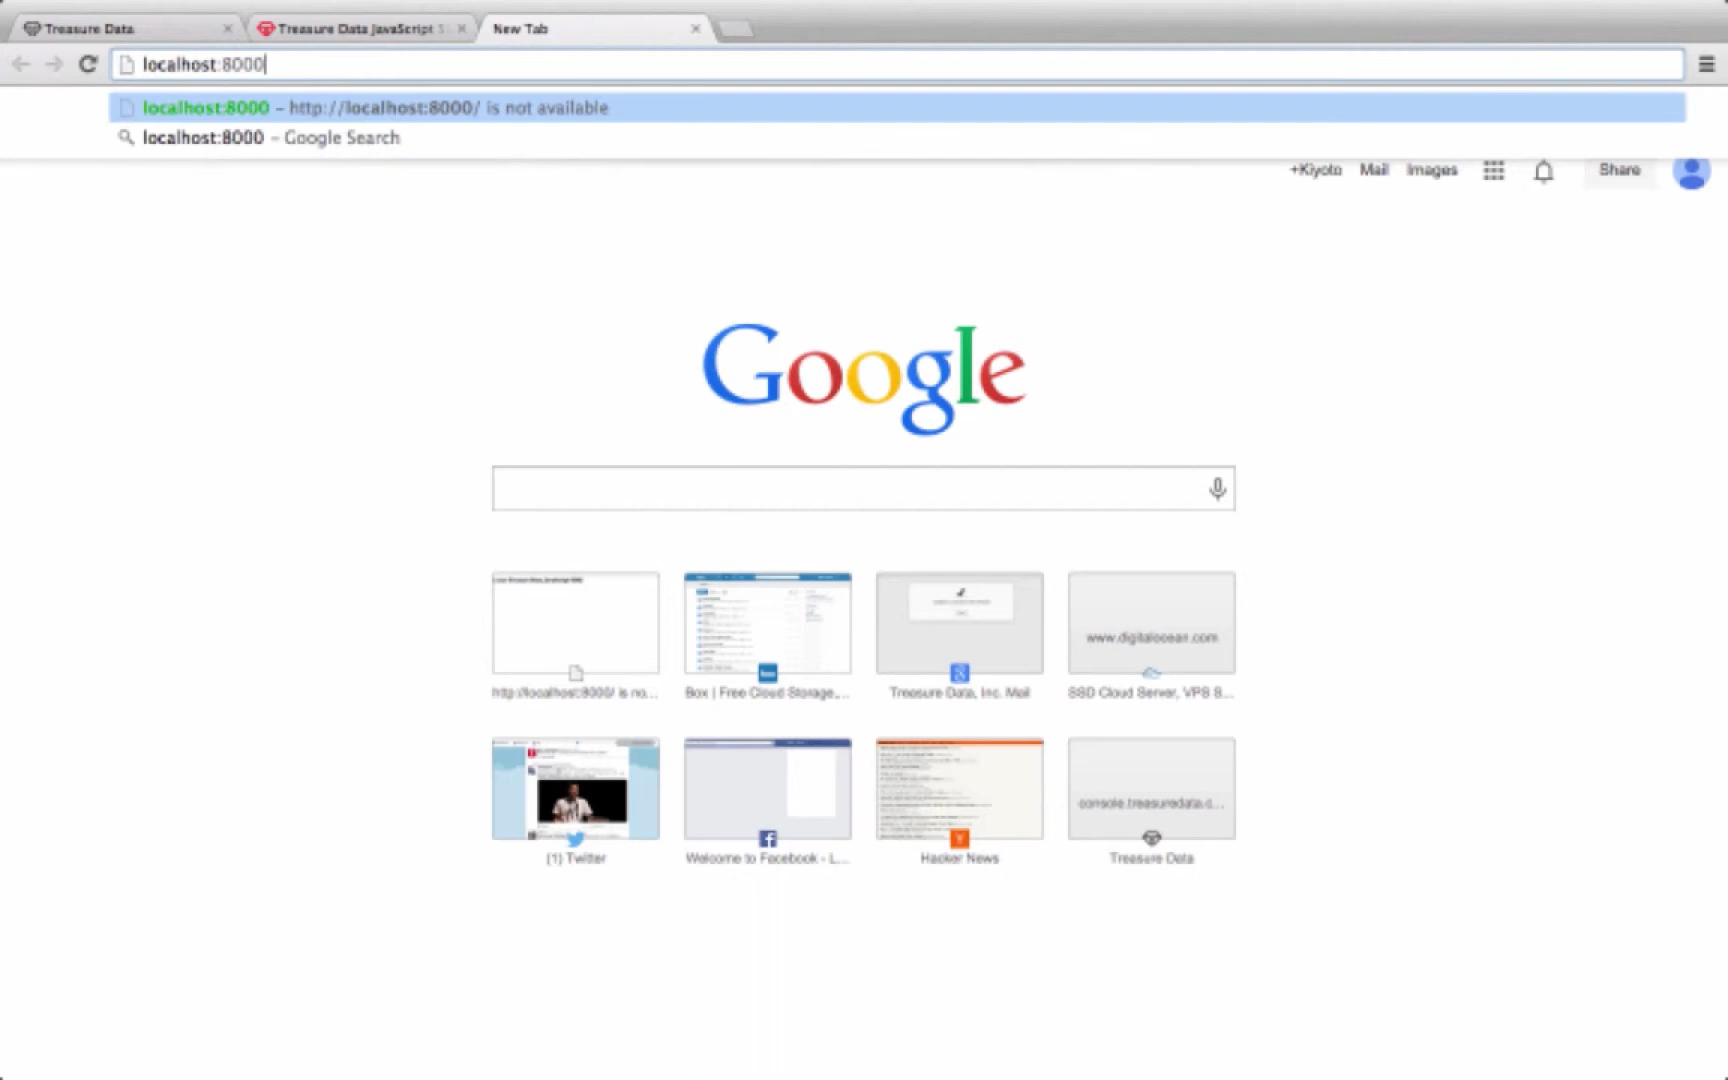 Treasure Data
Treasure Data JavaScript S
New Tab
localhost:8000
localhost:8000 – http://localhost:8000/ is not available
localhost:8000 – Google Search
+Kiyoto Mail Images Share
Google
www.digitalocean.com
http://localhost:8000/ is no...
Box | Free Cloud Storage,...
Treasure Data, Inc. Mail
SSD Cloud Server, VPS S...
console.treasuredata.c...
(1) Twitter
Welcome to Facebook - L...
Hacker News
Treasure Data